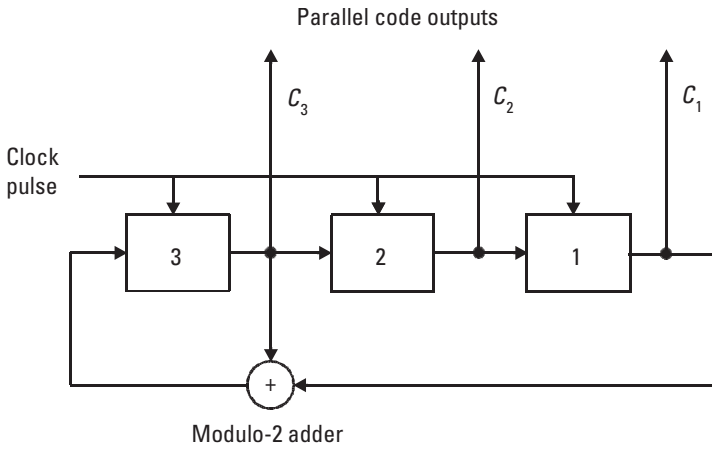 Parallel code outputs
C3
C2
C1
Clock
pulse
3
2
1
+
Modulo-2 adder